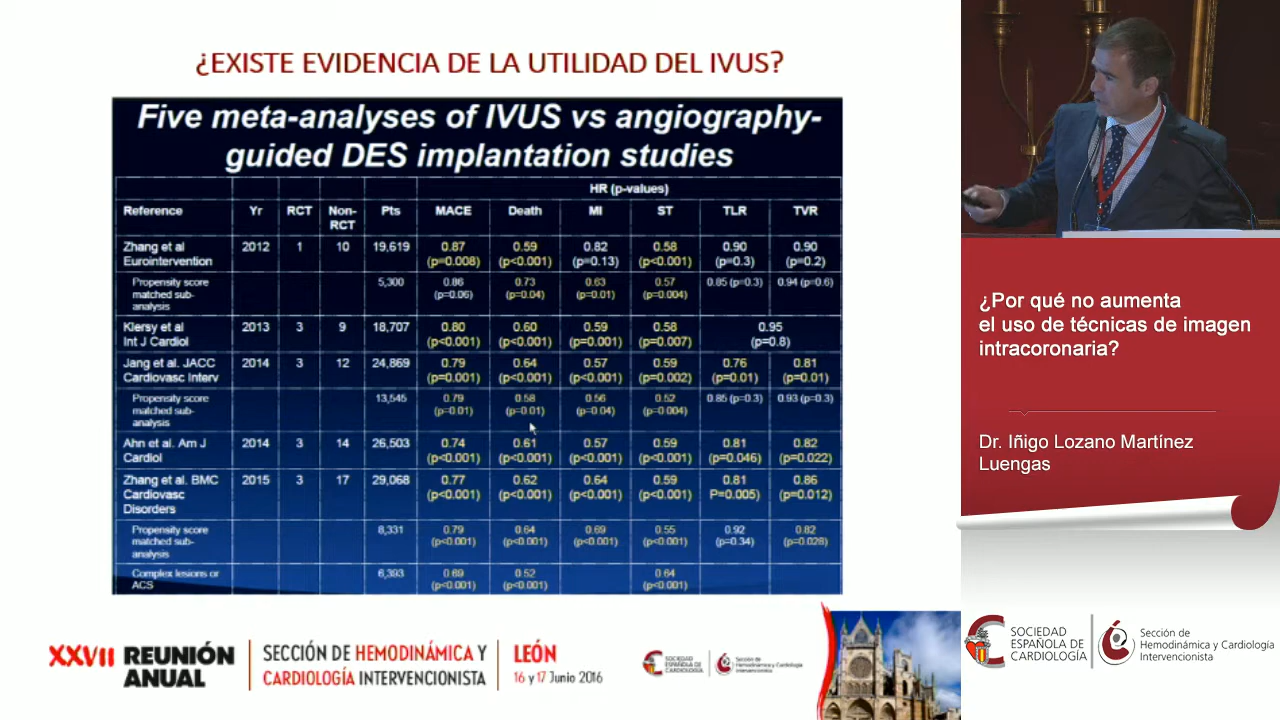 ¿EXISTE EVIDENCIA DE LA UTILIDAD DEL IVUS?
Five meta-analyses of IVUS vs angiography-
guided DES implantation studies
HR (p-values)
Reference Yr RCT Non-RCT Pts MACE Death MI ST TLR TVR
Zhang et al Eurointervention 2012 1 10 19,619 0.87 (p=0.008) 0.59 (p<0.001) 0.82 (p=0.13) 0.58 (p<0.001) 0.90 (p=0.3) 0.90 (p=0.2)
Propensity score matched sub-analysis 5,300 0.86 (p=0.06) 0.73 (p=0.04) 0.63 (p=0.01) 0.57 (p=0.004) 0.85 (p=0.3) 0.94 (p=0.6)
Klersy et al Int J Cardiol 2013 3 9 18,707 0.80 (p<0.001) 0.60 (p<0.001) 0.59 (p=0.001) 0.58 (p=0.007) 0.95 (p=0.8)
Jang et al. JACC Cardiovasc Interv 2014 3 12 24,869 0.79 (p=0.001) 0.64 (p<0.001) 0.57 (p<0.001) 0.59 (p=0.002) 0.76 (p=0.01) 0.81 (p=0.01)
Propensity score matched sub-analysis 13,545 0.79 (p=0.01) 0.58 (p=0.01) 0.56 (p=0.04) 0.52 (p=0.004) 0.85 (p=0.3) 0.93 (p=0.3)
Ahn et al. Am J Cardiol 2014 3 14 26,503 0.74 (p<0.001) 0.61 (p<0.001) 0.57 (p<0.001) 0.59 (p<0.001) 0.81 (p=0.046) 0.82 (p=0.022)
Zhang et al. BMC Cardiovasc Disorders 2015 3 17 29,068 0.77 (p<0.001) 0.62 (p<0.001) 0.64 (p<0.001) 0.59 (p<0.001) 0.81 P=0.005) 0.86 (p=0.012)
Propensity score matched sub-analysis 8,331 0.79 (p<0.001) 0.64 (p<0.001) 0.69 (p<0.001) 0.55 (p<0.001) 0.92 (p=0.34) 0.82 (p=0.028)
Complex lesions or ACS 6,393 0.69 (p<0.001) 0.52 (p<0.001) 0.64 (p<0.001)
XXVII REUNIÓN
ANUAL
SECCIÓN DE HEMODINÁMICA Y
CARDIOLOGÍA INTERVENCIONISTA
LEÓN
16 y 17 Junio 2016
SOCIEDAD
ESPAÑOLA DE
CARDIOLOGÍA
Sección de
Hemodinámica y Cardiología
Intervencionista
¿Por qué no aumenta
el uso de técnicas de imagen
intracoronaria?
Dr. Iñigo Lozano Martínez
Luengas
SOCIEDAD
ESPAÑOLA DE
CARDIOLOGÍA
Sección de
Hemodinámica y Cardiología
Intervencionista